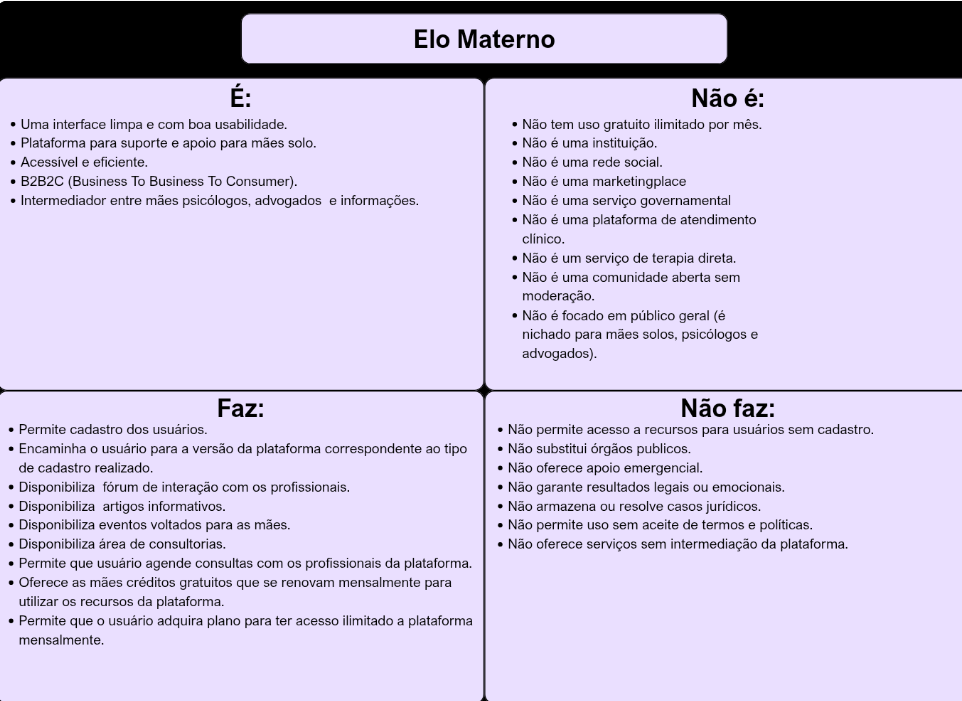 Elo Materno
É:
• Uma interface limpa e com boa usabilidade.
• Plataforma para suporte e apoio para mães solo.
• Acessível e eficiente.
• B2B2C (Business To Business To Consumer).
• Intermediador entre mães psicólogos, advogados e informações.
Não é:
• Não tem uso gratuito ilimitado por mês.
• Não é uma instituição.
• Não é uma rede social.
• Não é uma marketingplace
• Não é uma serviço governamental
• Não é uma plataforma de atendimento
clínico.
• Não é um serviço de terapia direta.
• Não é uma comunidade aberta sem
moderação.
• Não é focado em público geral (é
nichado para mães solos, psicólogos e
advogados).
Faz:
• Permite cadastro dos usuários.
• Encaminha o usuário para a versão da plataforma correspondente ao tipo
de cadastro realizado.
• Disponibiliza fórum de interação com os profissionais.
• Disponibiliza artigos informativos.
• Disponibiliza eventos voltados para as mães.
• Disponibiliza área de consultorias.
• Permite que usuário agende consultas com os profissionais da plataforma.
• Oferece as mães créditos gratuitos que se renovam mensalmente para
utilizar os recursos da plataforma.
• Permite que o usuário adquira plano para ter acesso ilimitado a plataforma
mensalmente.
Não faz:
• Não permite acesso a recursos para usuários sem cadastro.
• Não substitui órgãos publicos.
• Não oferece apoio emergencial.
• Não garante resultados legais ou emocionais.
• Não armazena ou resolve casos jurídicos.
• Não permite uso sem aceite de termos e políticas.
• Não oferece serviços sem intermediação da plataforma.